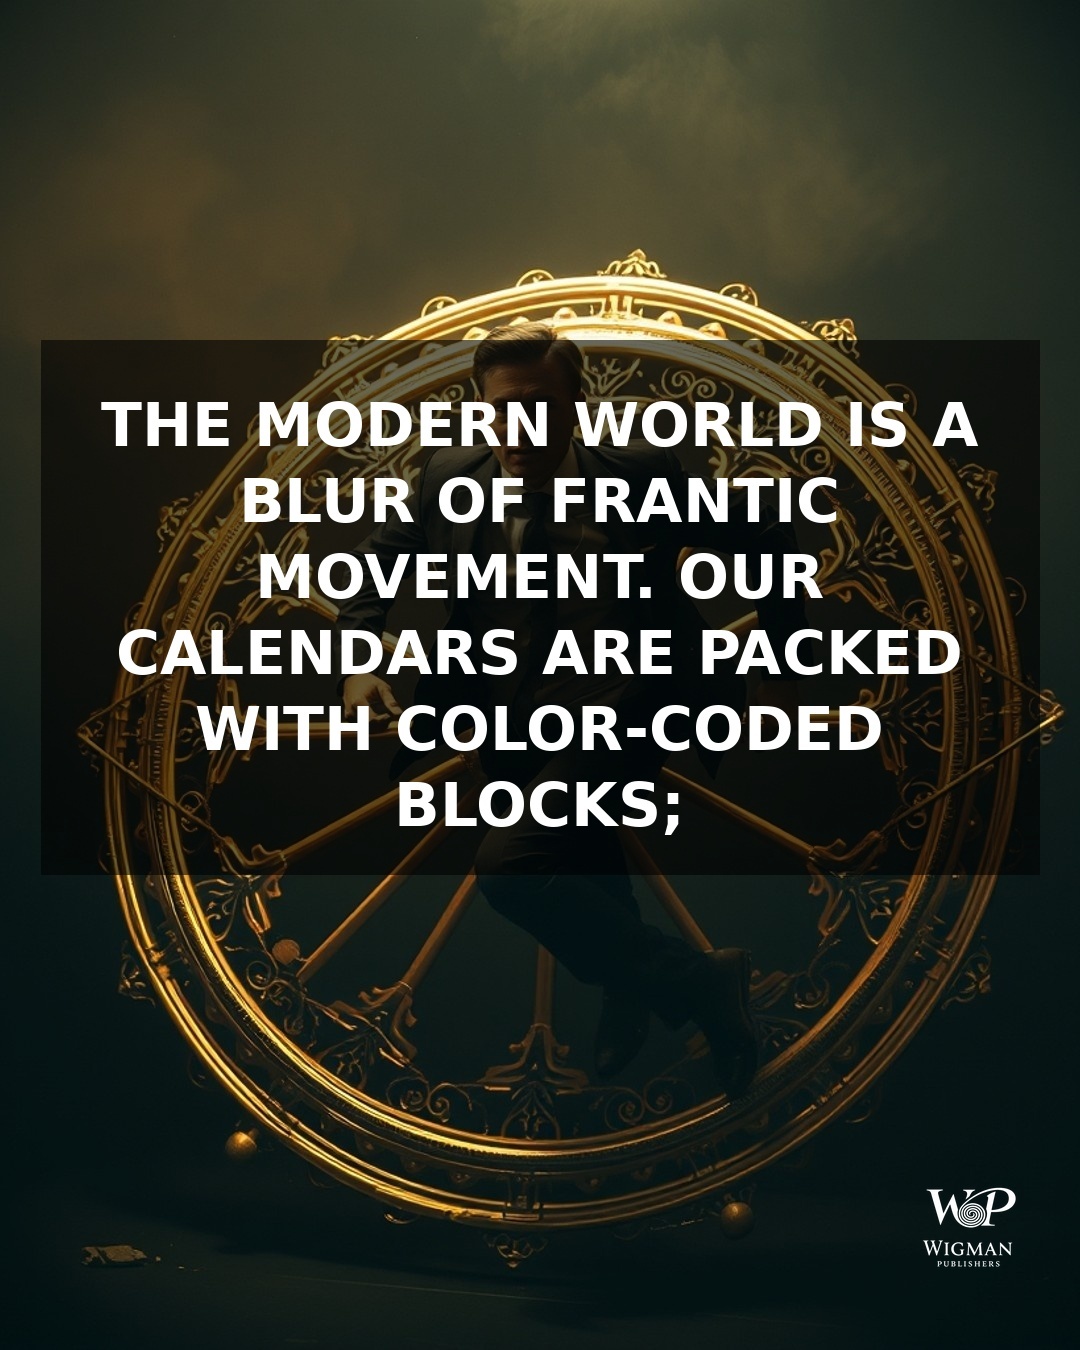 THE MODERN WORLD IS A
BLUR OF FRANTIC
MOVEMENT. OUR
CALENDARS ARE PACKED
WITH COLOR-CODED
BLOCKS;
WP
WIGMAN
PUBLISHERS